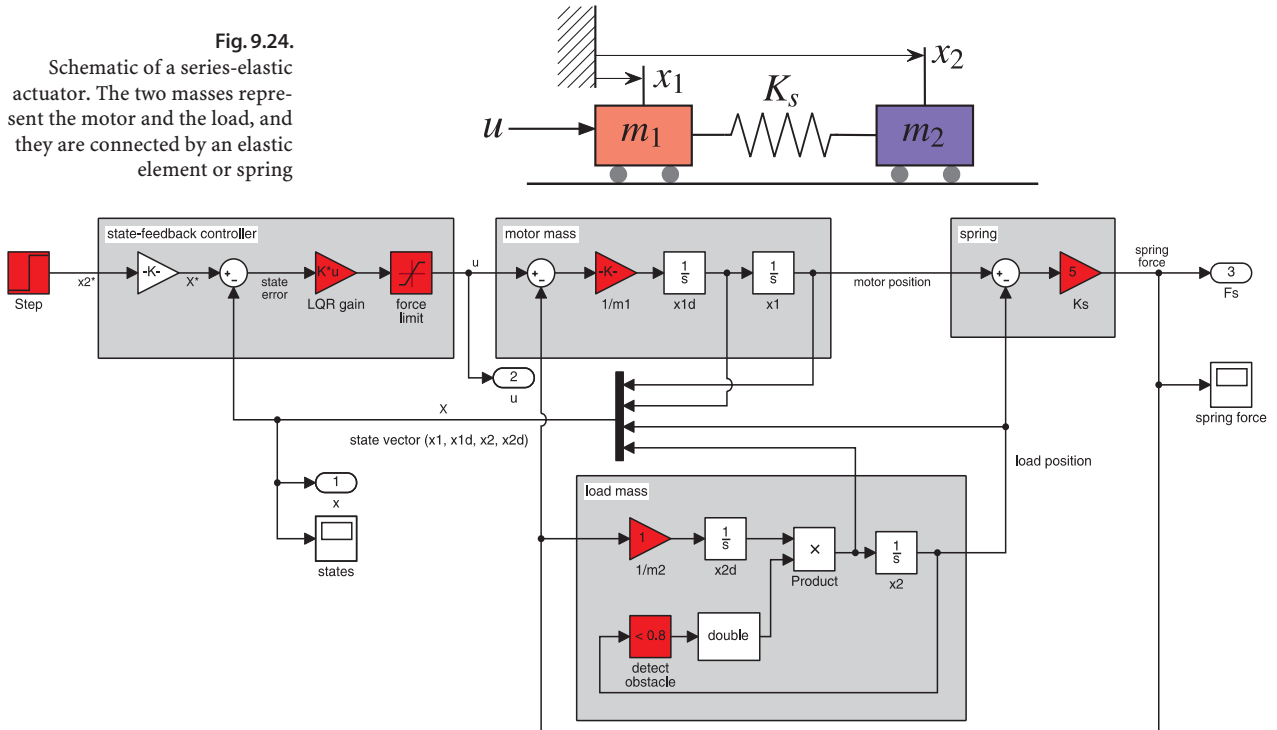 Fig. 9.24.
Schematic of a series-elastic
actuator. The two masses repre-
sent the motor and the load, and
they are connected by an elastic
element or spring
x1
x2
u
m1
Ks
m2
state-feedback controller
Step
x2*
-K-
X*
+
-
state
error
K*u
LQR gain
force
limit
u
2
u
motor mass
+
-
-K-
1/m1
1
s
x1d
1
s
x1
motor position
spring
+
-
5
Ks
spring
force
3
Fs
spring force
X
state vector (x1, x1d, x2, x2d)
1
x
states
load position
load mass
1
1/m2
1
s
x2d
×
Product
1
s
x2
< 0.8
detect
obstacle
double